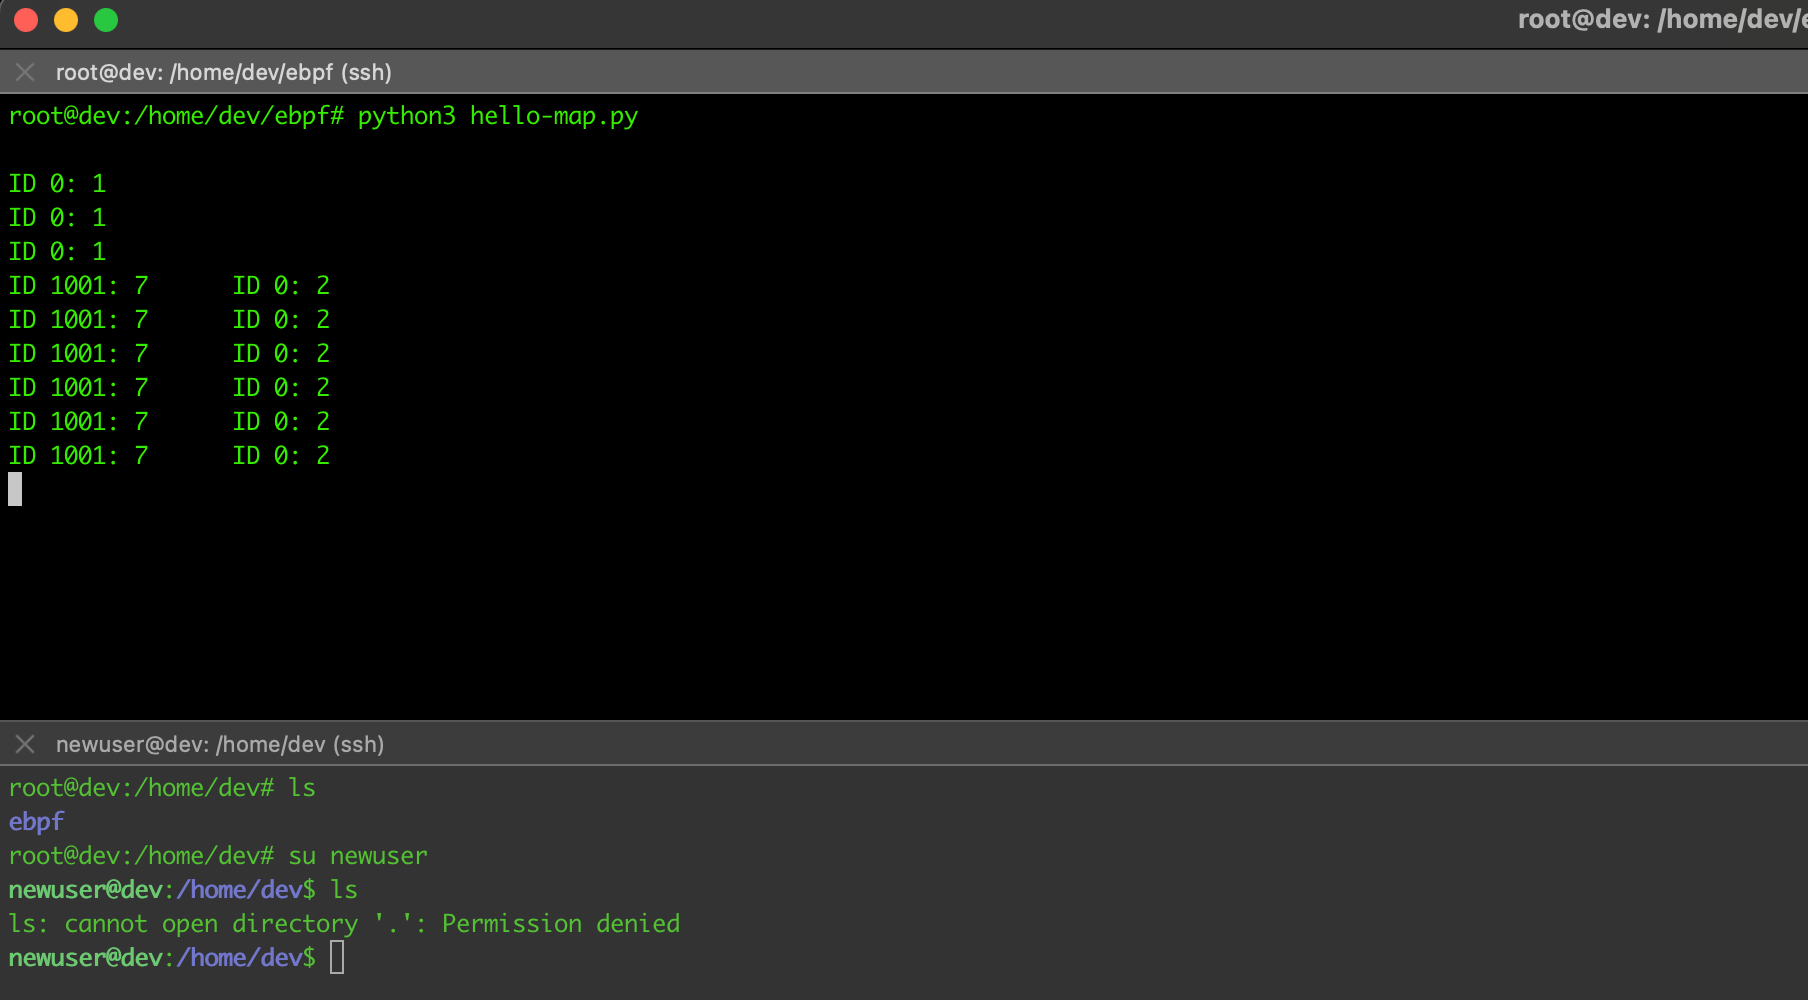 root@dev: /home/dev/e
root@dev: /home/dev/ebpf (ssh)
root@dev:/home/dev/ebpf# python3 hello-map.py
ID 0: 1
ID 0: 1
ID 0: 1
ID 1001: 7      ID 0: 2
ID 1001: 7      ID 0: 2
ID 1001: 7      ID 0: 2
ID 1001: 7      ID 0: 2
ID 1001: 7      ID 0: 2
ID 1001: 7      ID 0: 2
newuser@dev: /home/dev (ssh)
root@dev:/home/dev# ls
ebpf
root@dev:/home/dev# su newuser
newuser@dev:/home/dev$ ls
ls: cannot open directory '.': Permission denied
newuser@dev:/home/dev$